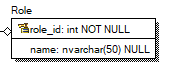 Role
role_id: int NOT NULL
name: nvarchar(50) NULL